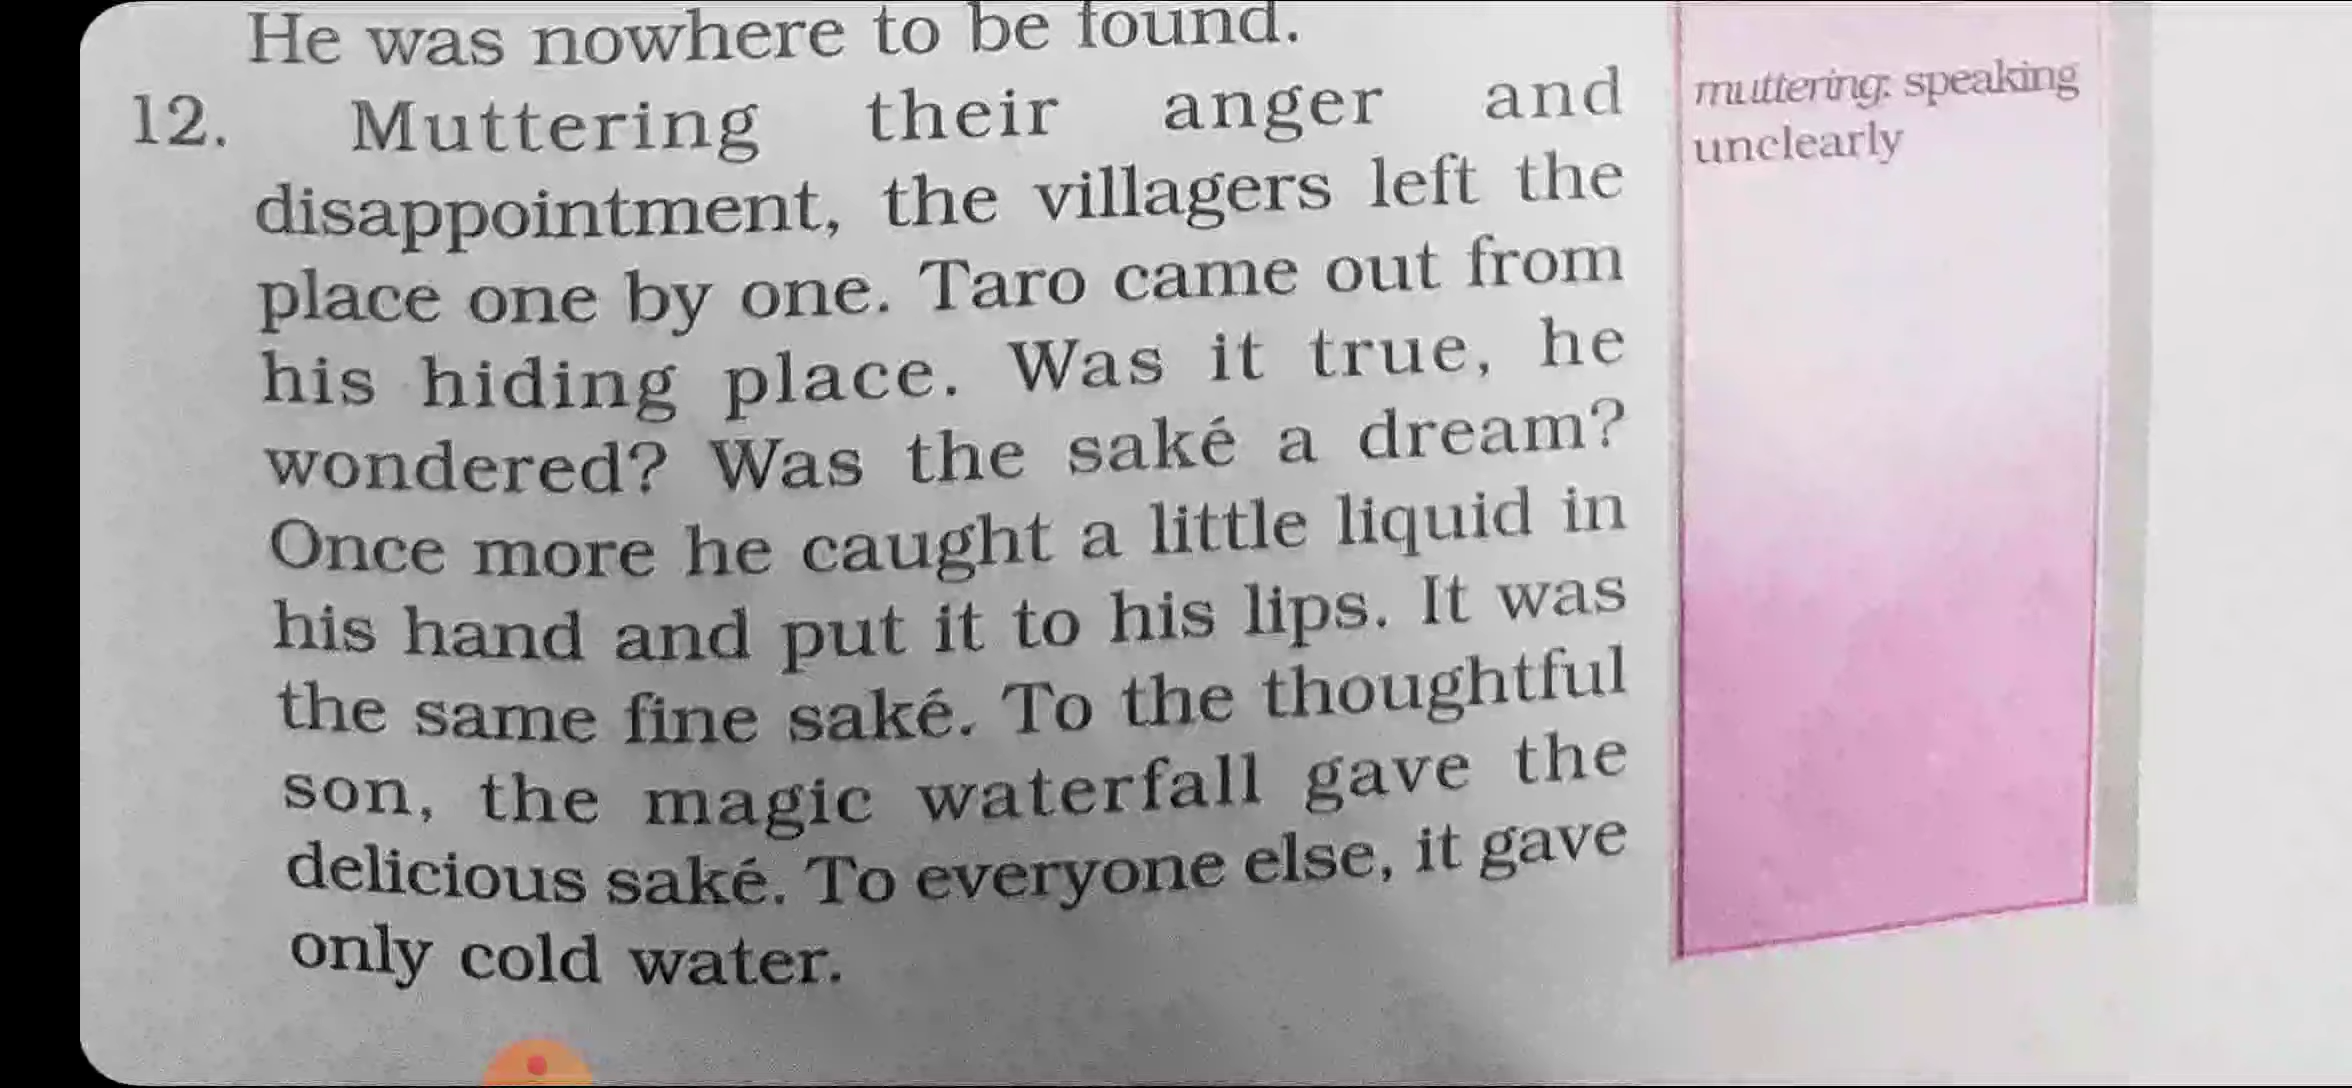 He was nowhere to be found.
12. Muttering their anger and
disappointment, the villagers left the
place one by one. Taro came out from
his hiding place. Was it true, he
wondered? Was the saké a dream?
Once more he caught a little liquid in
his hand and put it to his lips. It was
the same fine saké. To the thoughtful
son, the magic waterfall gave the
delicious saké. To everyone else, it gave
only cold water.
muttering: speaking
unclearly